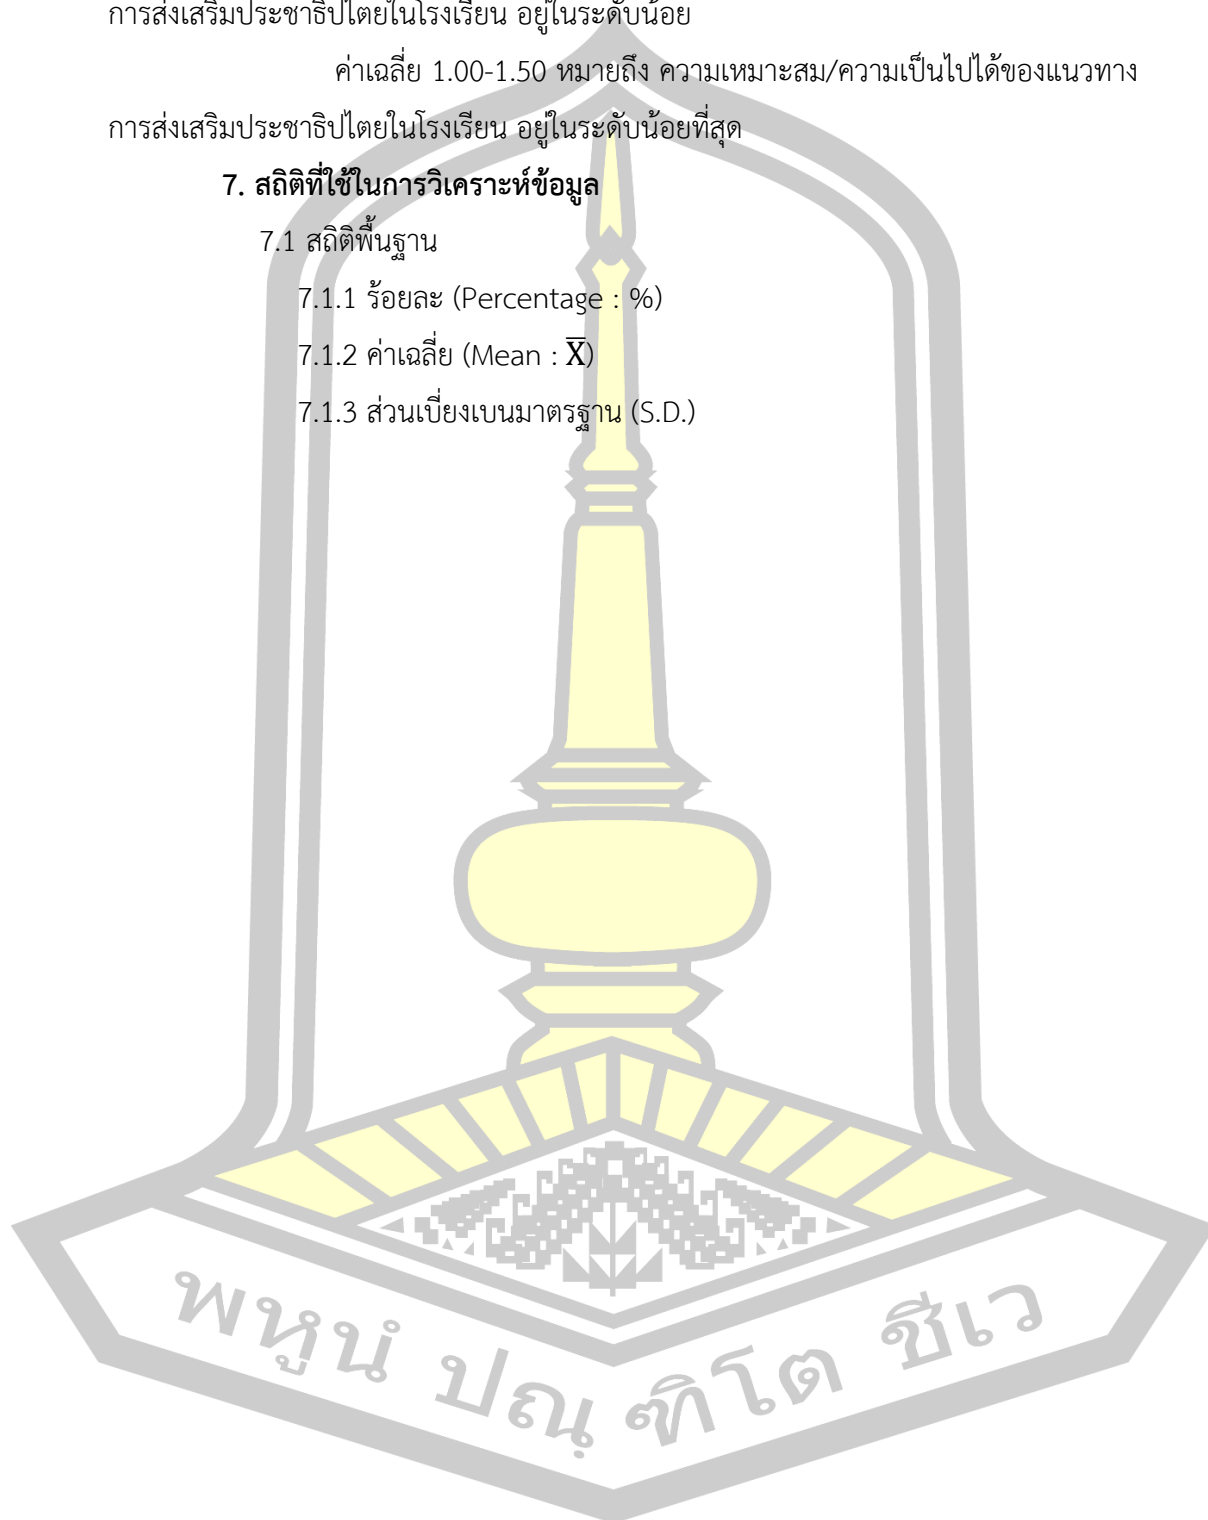 การส่งเสริมประชาธิปไตยในโรงเรียน อยู่ในระดับน้อย
ค่าเฉลี่ย 1.00-1.50 หมายถึง ความเหมาะสม/ความเป็นไปได้ของแนวทาง
การส่งเสริมประชาธิปไตยในโรงเรียน อยู่ในระดับน้อยที่สุด
7. สถิติที่ใช้ในการวิเคราะห์ข้อมูล
7.1 สถิติพื้นฐาน
7.1.1 ร้อยละ (Percentage : %)
7.1.2 ค่าเฉลี่ย (Mean : X̅)
7.1.3 ส่วนเบี่ยงเบนมาตรฐาน (S.D.)
พหูนํ ปณฺฑิโต ชีเว